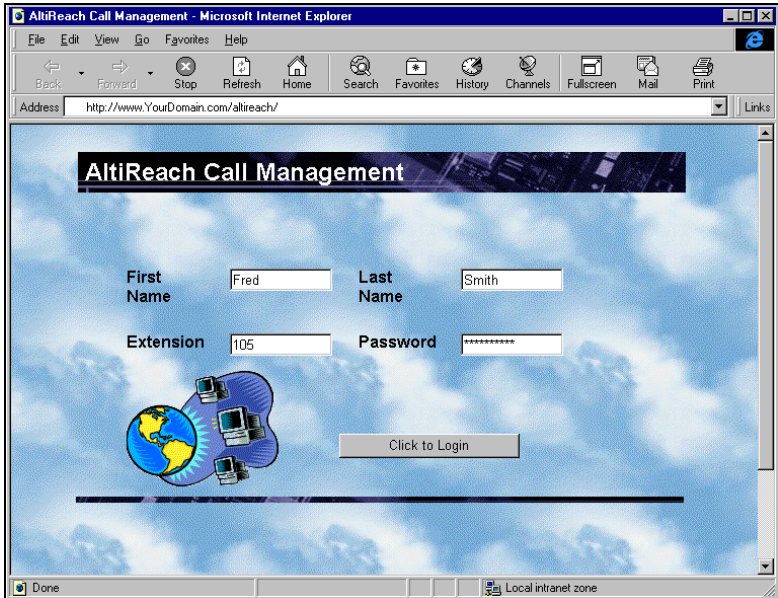 AltiReach Call Management - Microsoft Internet Explorer
File Edit View Go Favorites Help
Back Forward Stop Refresh Home Search Favorites History Channels Fullscreen Mail Print
Address http://www.YourDomain.com/altireach/ Links
AltiReach Call Management
First Name Fred Last Name Smith
Extension 105 Password **********
Click to Login
Done Local intranet zone